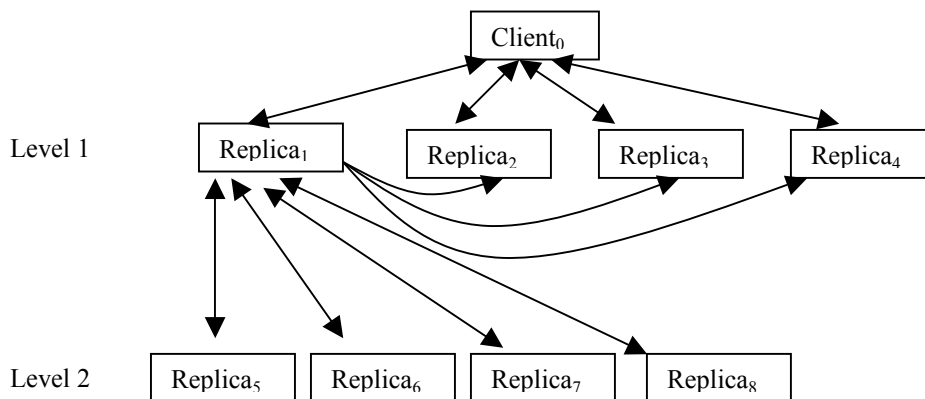 Client₀
Level 1 Replica₁ Replica₂ Replica₃ Replica₄
Level 2 Replica₅ Replica₆ Replica₇ Replica₈